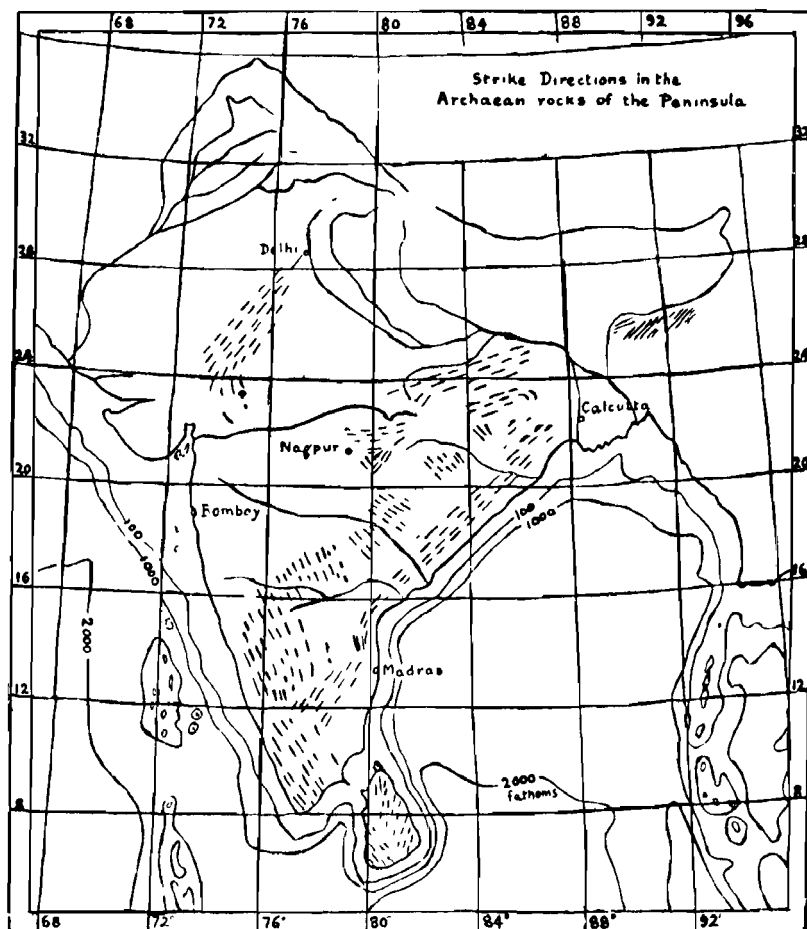 68 72 76 80 84 88 92 96
Strike Directions in the
Archaean rocks of the Peninsula
32 32
Delhi
28 28
24 24
Calcutta
Nagpur
20 20
Bombay
100
1000
100
1000
16 16
2000
Madras
12 12
2000
fathoms
8 8
68 72° 76° 80° 84° 88° 92°